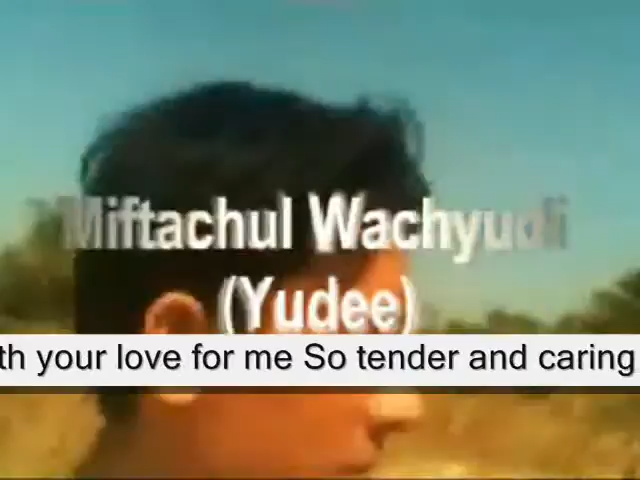 Miftachul Wachyudi
(Yudee)
th your love for me So tender and caring